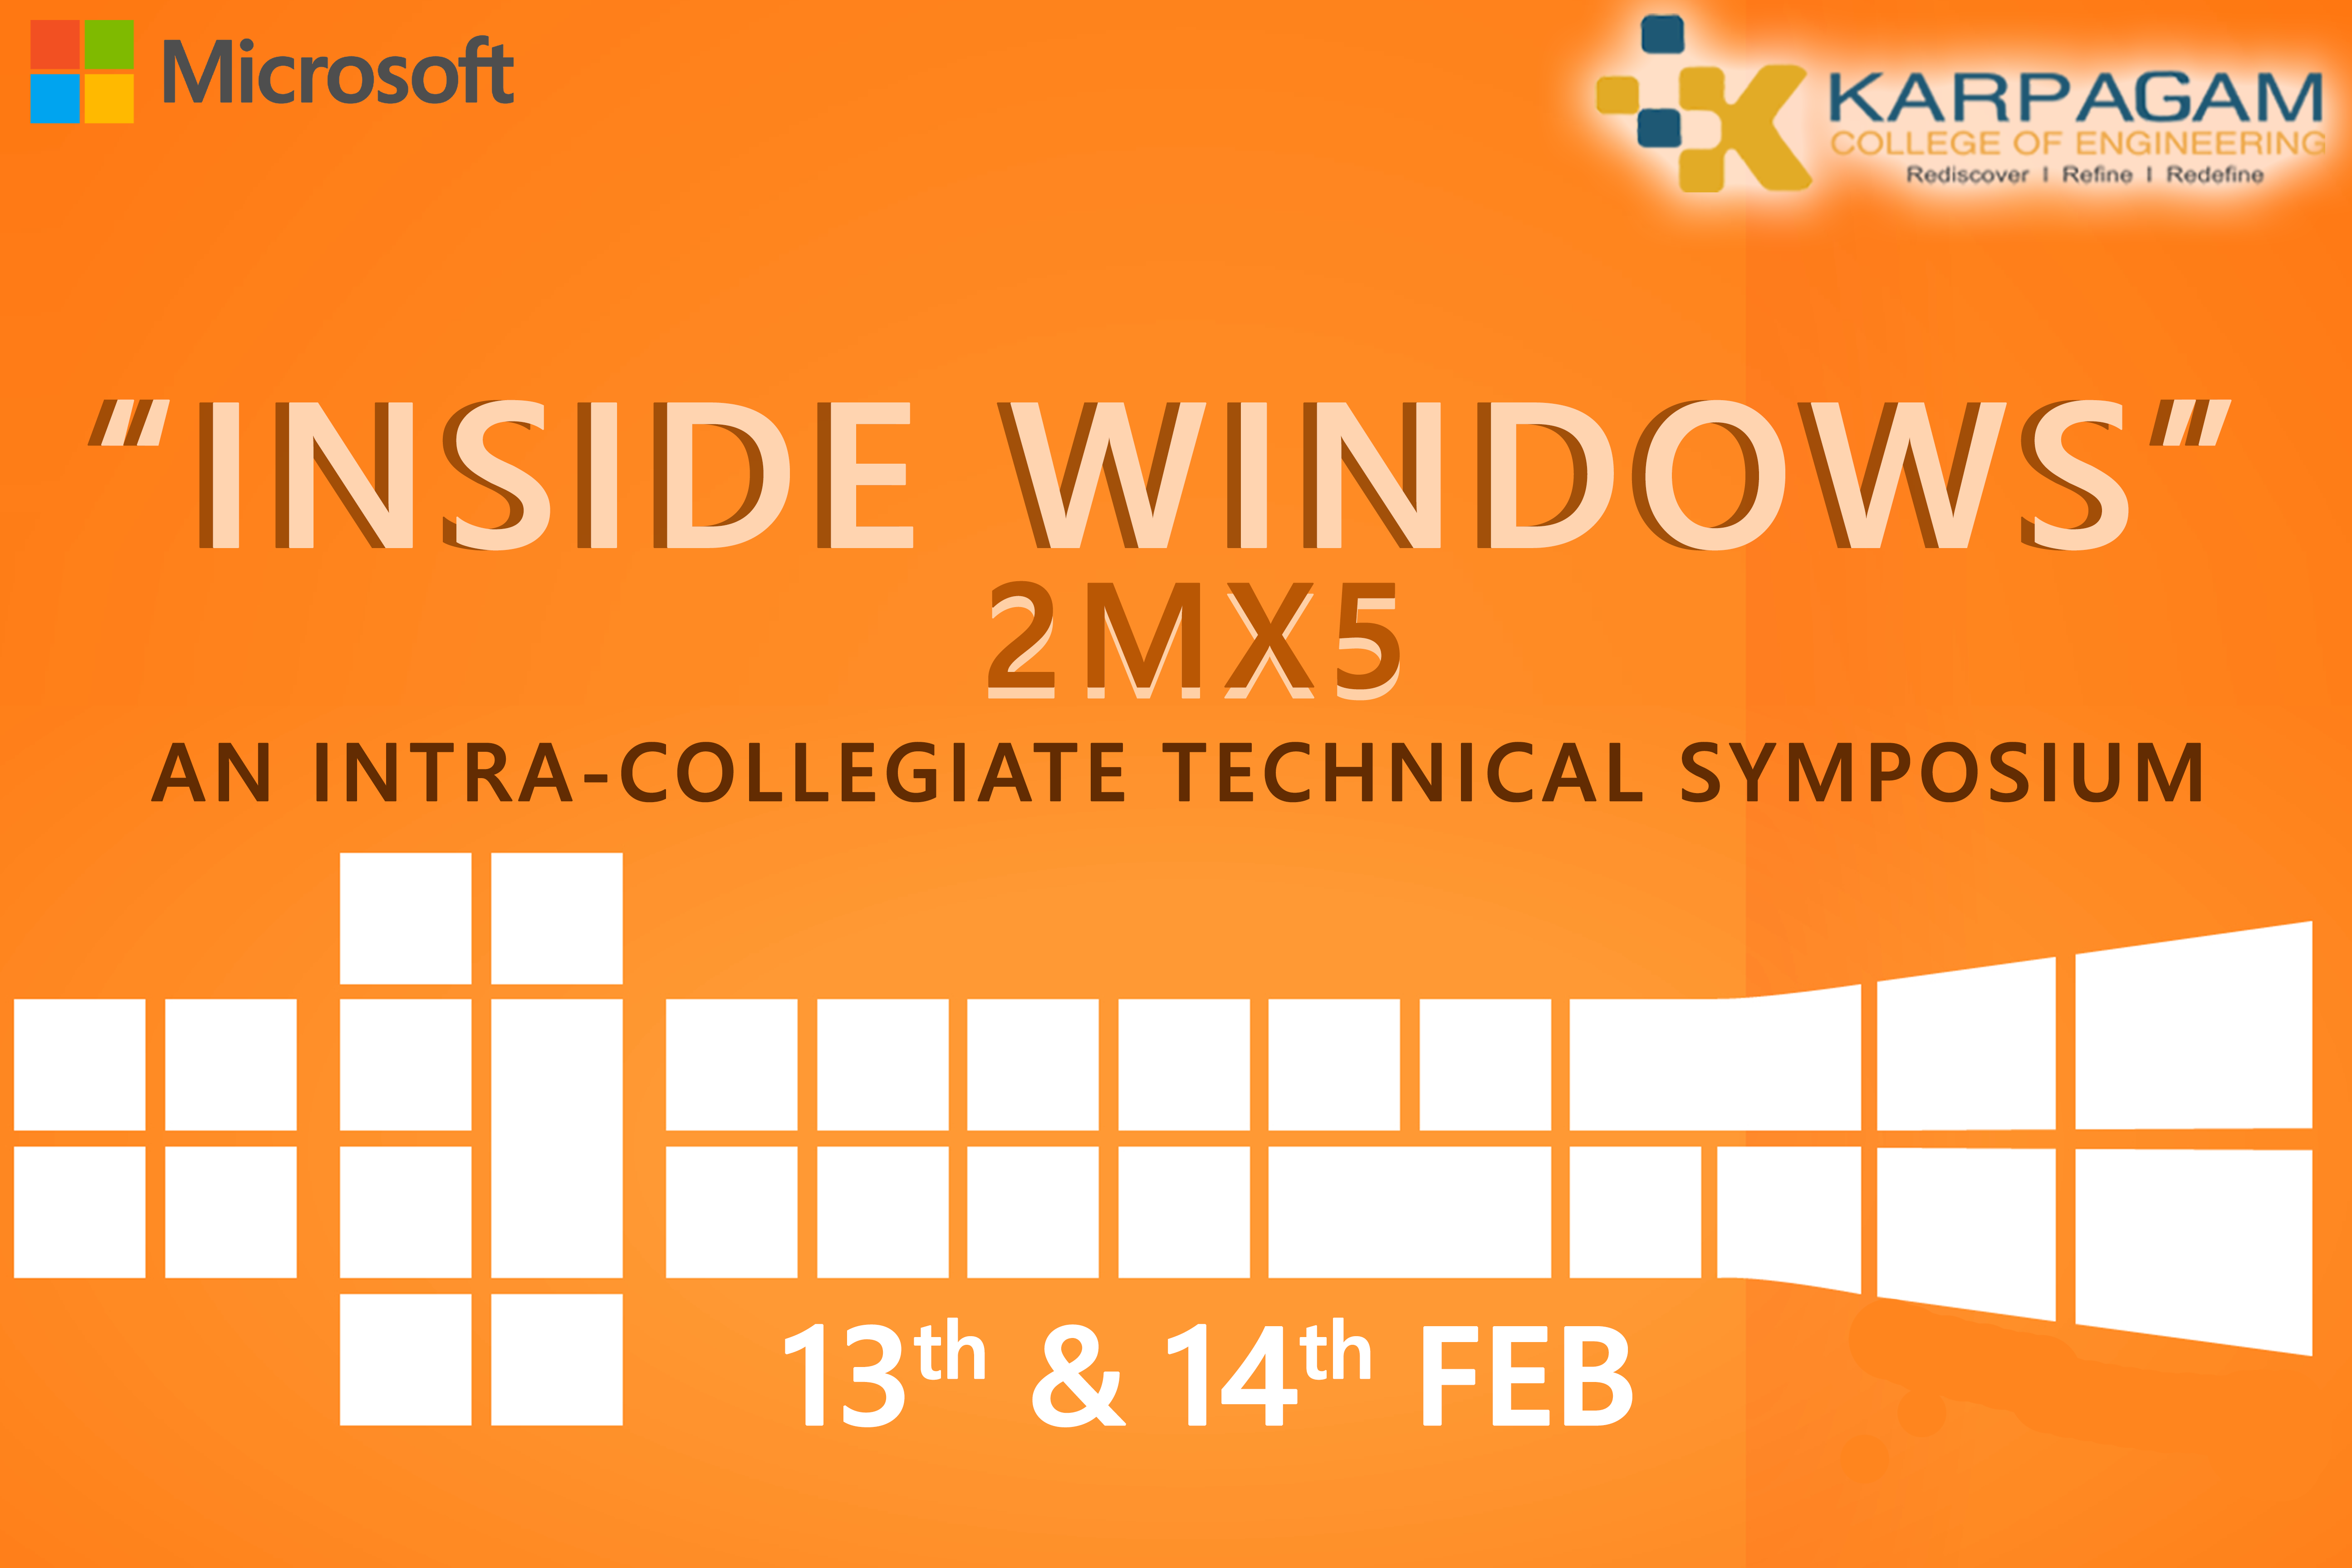 Microsoft
KARPAGAM
COLLEGE OF ENGINEERING
Rediscover I Refine I Redefine
“INSIDE WINDOWS”
2MX5
AN INTRA-COLLEGIATE TECHNICAL SYMPOSIUM
13th & 14th FEB